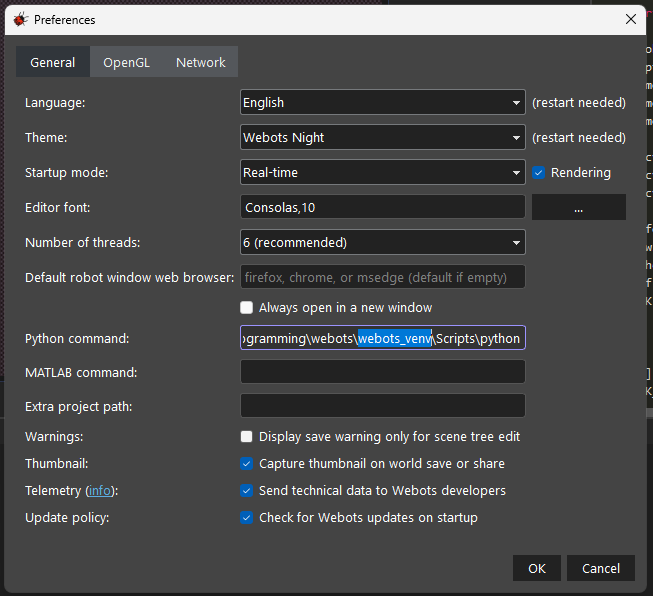 Preferences
General OpenGL Network
Language: English (restart needed)
Theme: Webots Night (restart needed)
Startup mode: Real-time Rendering
Editor font: Consolas,10 ...
Number of threads: 6 (recommended)
Default robot window web browser: firefox, chrome, or msedge (default if empty)
Always open in a new window
Python command: ogramming\webots\webots_venv\Scripts\python
MATLAB command:
Extra project path:
Warnings: Display save warning only for scene tree edit
Thumbnail: Capture thumbnail on world save or share
Telemetry (info): Send technical data to Webots developers
Update policy: Check for Webots updates on startup
OK Cancel